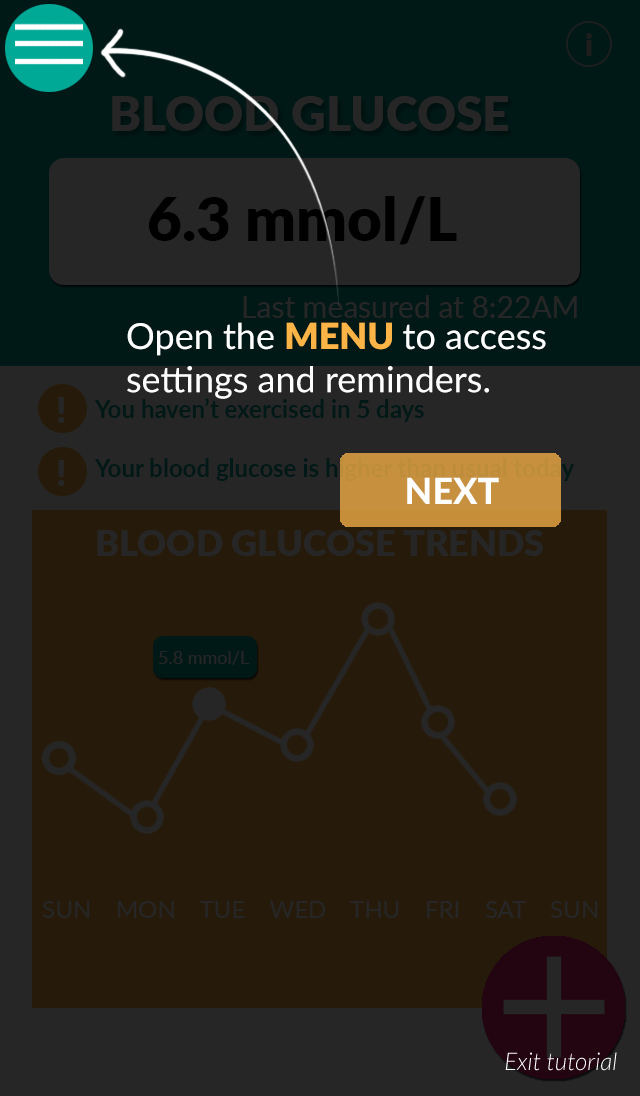 i
BLOOD GLUCOSE
6.3 mmol/L
Last measured at 8:22AM
Open the MENU to access
settings and reminders.
! You haven't exercised in 5 days
! Your blood glucose is higher than usual today
NEXT
BLOOD GLUCOSE TRENDS
5.8 mmol/L
SUN MON TUE WED THU FRI SAT SUN
Exit tutorial